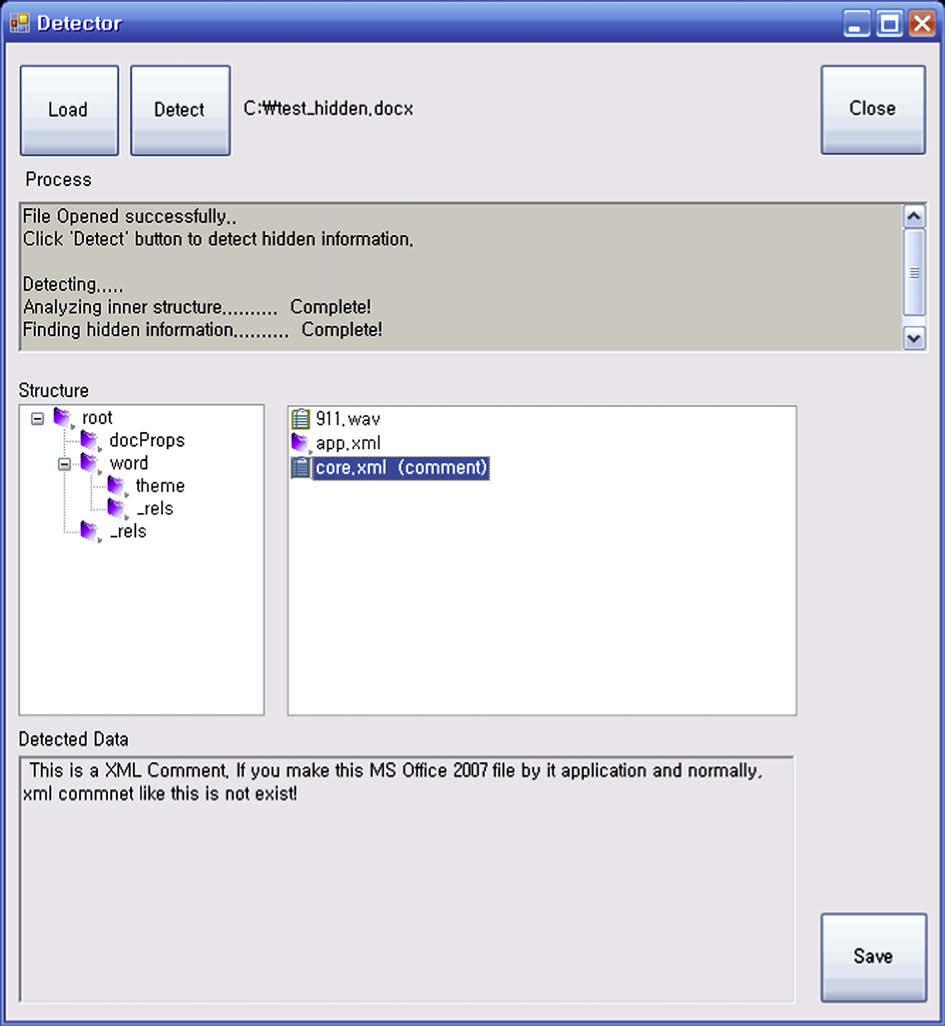 Detector
Load
Detect
C:₩test_hidden.docx
Close
Process
File Opened successfully..
Click 'Detect' button to detect hidden information.
Detecting.....
Analyzing inner structure.......... Complete!
Finding hidden information.......... Complete!
Structure
root
docProps
word
theme
_rels
_rels
911.wav
app.xml
core.xml (comment)
Detected Data
This is a XML Comment. If you make this MS Office 2007 file by it application and normally,
xml commnet like this is not exist!
Save